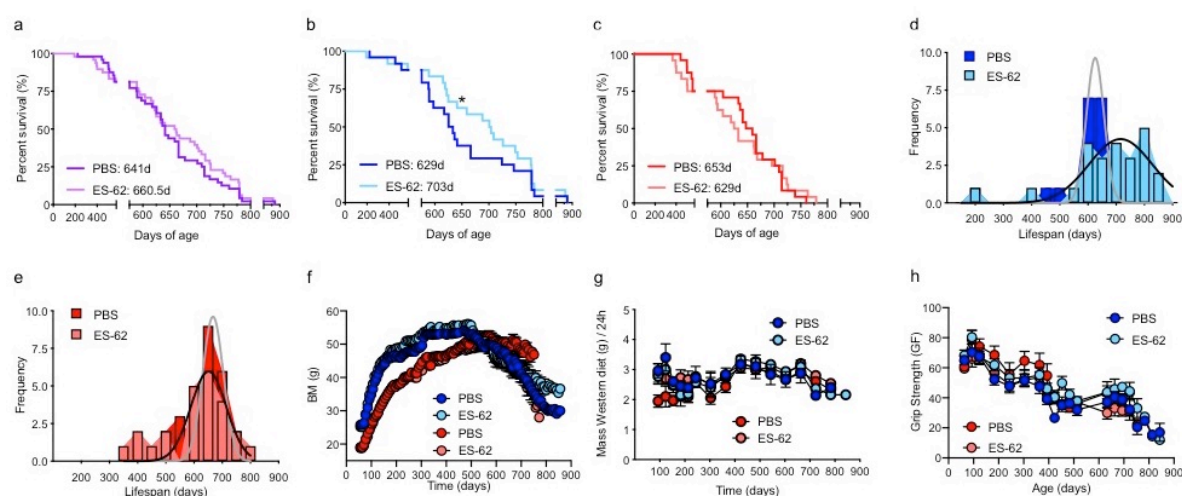 a
Percent survival (%)
100
75
50
25
0
PBS: 641d
ES-62: 660.5d
0 200 400 600 650 700 750 800 900
Days of age
b
Percent survival (%)
100
75
50
25
0
*
PBS: 629d
ES-62: 703d
0 200 400 600 650 700 750 800 900
Days of age
c
Percent survival (%)
100
75
50
25
0
PBS: 653d
ES-62: 629d
0 200 400 600 650 700 750 800 900
Days of age
d
Frequency
10.0
7.5
5.0
2.5
0.0
PBS
ES-62
200 300 400 500 600 700 800 900
Lifespan (days)
e
Frequency
10.0
7.5
5.0
2.5
0.0
PBS
ES-62
200 300 400 500 600 700 800 900
Lifespan (days)
f
BM (g)
60
50
40
30
20
PBS
ES-62
PBS
ES-62
0 100 200 300 400 500 600 700 800 900
Time (days)
g
Mass Western diet (g) / 24h
5
4
3
2
1
0
PBS
ES-62
PBS
ES-62
100 200 300 400 500 600 700 800 900
Time (days)
h
Grip Strength (GF)
100
80
60
40
20
0
PBS
ES-62
PBS
ES-62
0 100 200 300 400 500 600 700 800 900
Age (days)